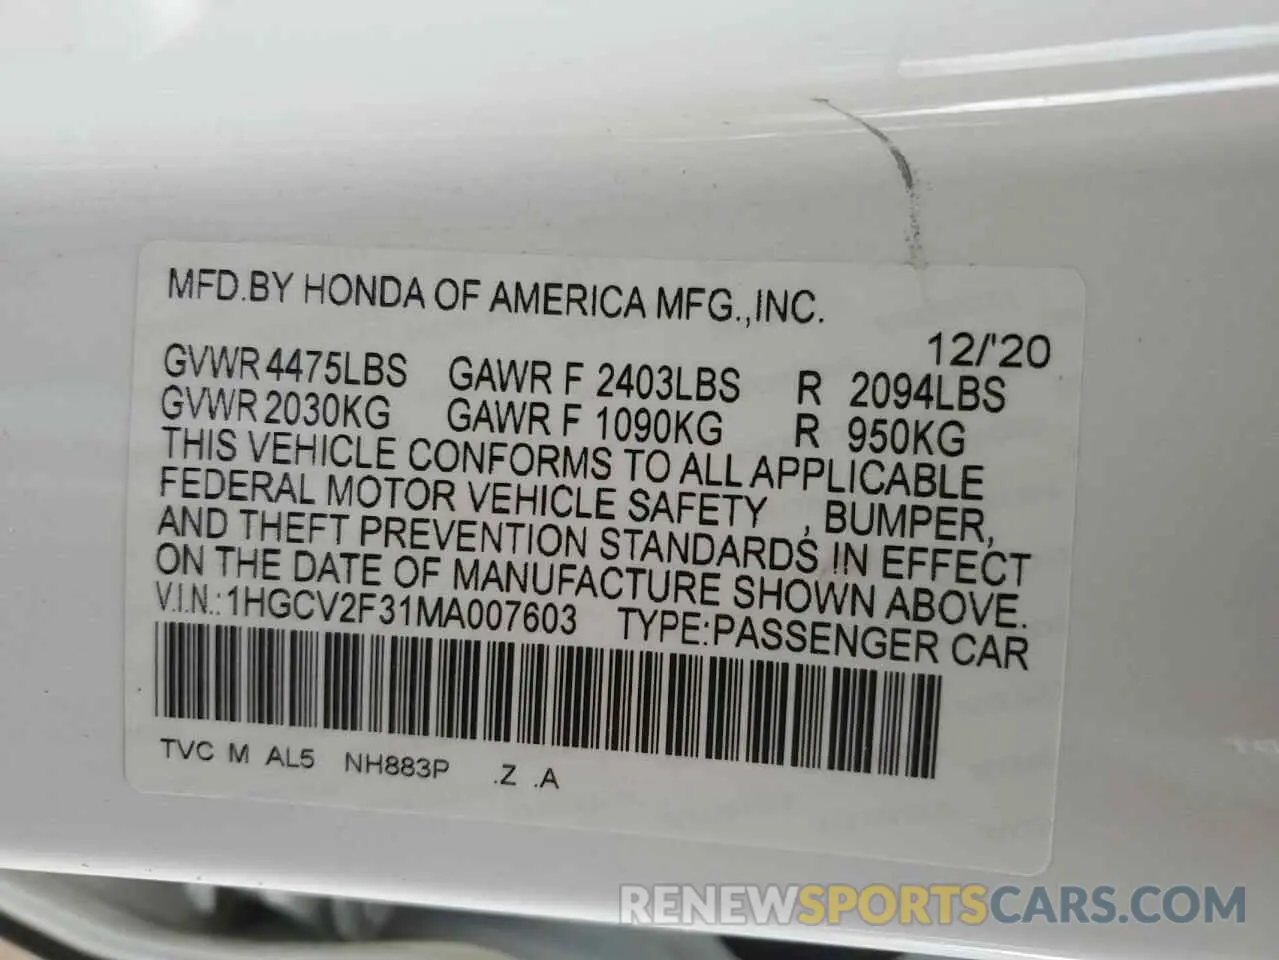 MFD.BY HONDA OF AMERICA MFG.,INC.
12/'20
GVWR 4475LBS GAWR F 2403LBS R 2094LBS
GVWR 2030KG GAWR F 1090KG R 950KG
THIS VEHICLE CONFORMS TO ALL APPLICABLE
FEDERAL MOTOR VEHICLE SAFETY , BUMPER,
AND THEFT PREVENTION STANDARDS IN EFFECT
ON THE DATE OF MANUFACTURE SHOWN ABOVE.
V.I.N.:1HGCV2F31MA007603 TYPE:PASSENGER CAR
TVC M AL5 NH883P .Z .A
RENEWSPORTSCARS.COM